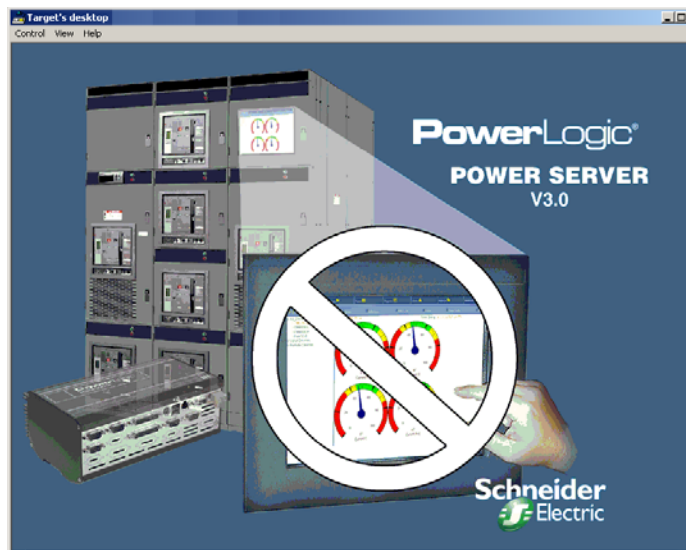 Target's desktop
Control View Help
PowerLogic®
POWER SERVER
V3.0
Schneider
Electric